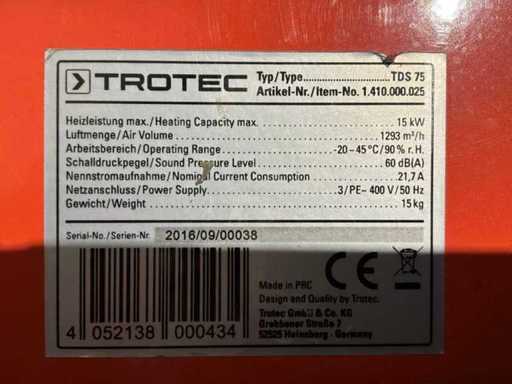 TROTEC
Typ/Type..............................TDS 75
Artikel-Nr./Item-No. 1.410.000.025
Heizleistung max./Heating Capacity max. 15 kW
Luftmenge/Air Volume 1293 m³/h
Arbeitsbereich/Operating Range -20–45°C/90% r.H.
Schalldruckpegel/Sound Pressure Level 60 dB(A)
Nennstromaufnahme/Nominal Current Consumption 21,7 A
Netzanschluss/Power Supply 3/PE~ 400 V/50 Hz
Gewicht/Weight 15 kg
Serial-No./Serien-Nr. 2016/09/00038
Made in PRC
Design and Quality by Trotec.
Trotec GmbH & Co. KG
Grebbener Straße 7
52525 Heinsberg - Germany
CE
4 052138 000434